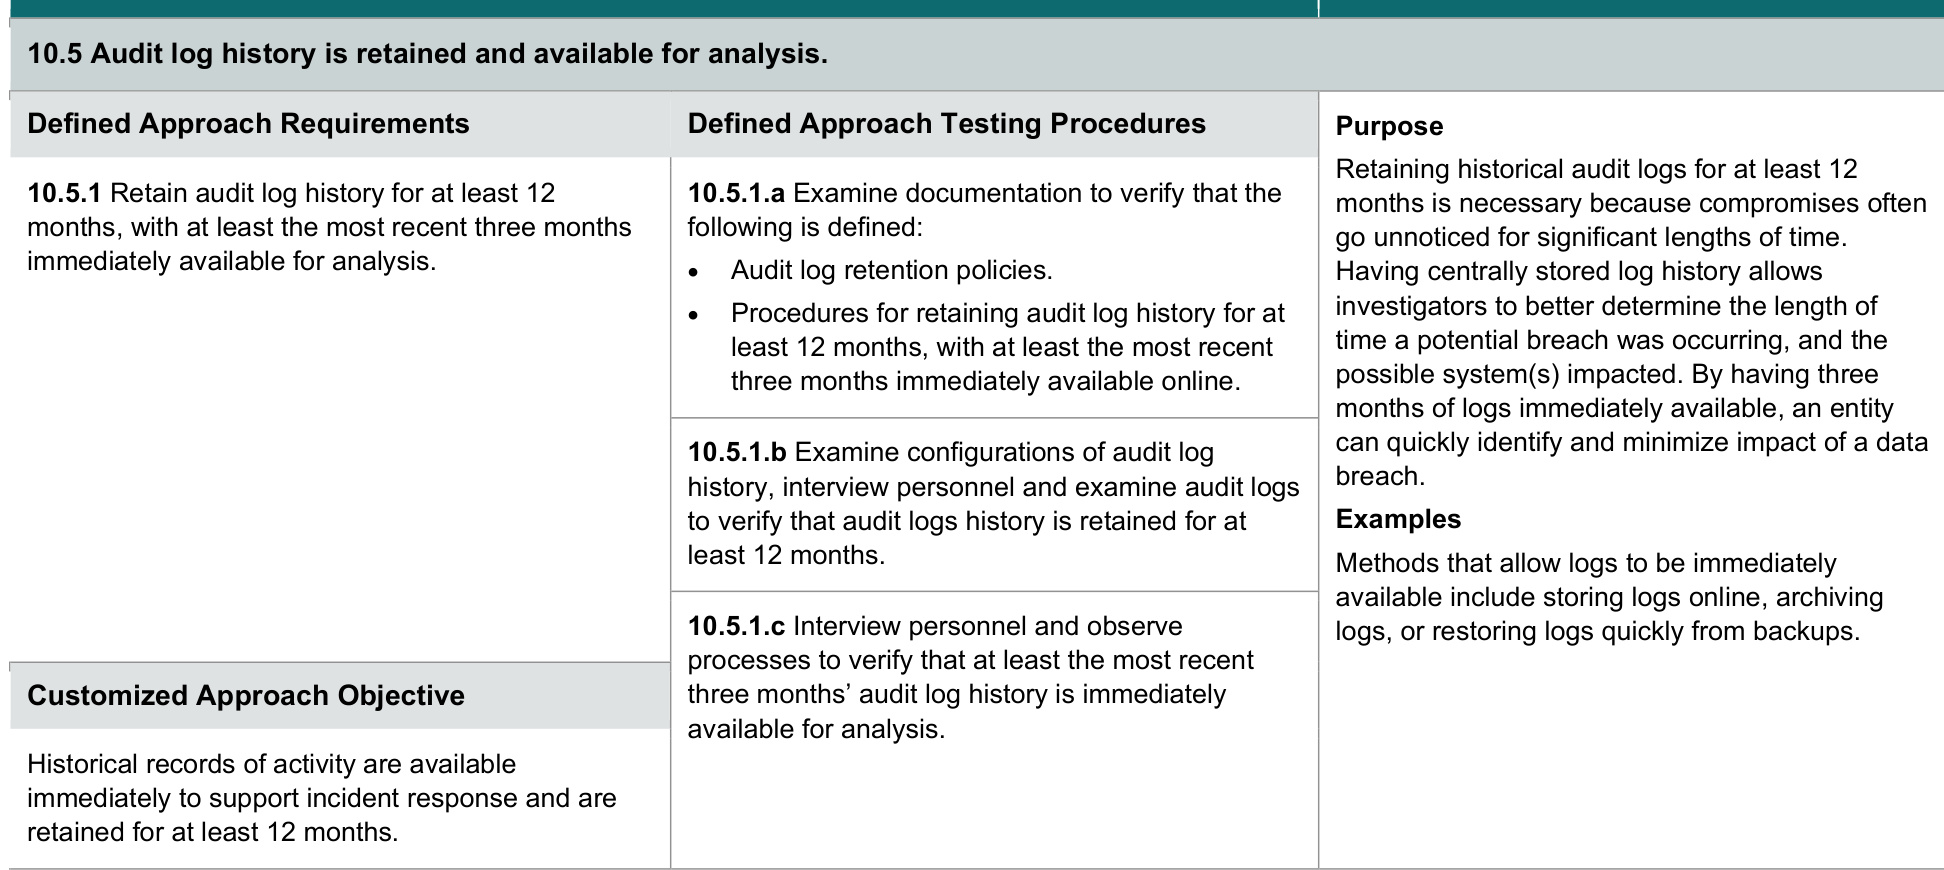 10.5 Audit log history is retained and available for analysis.
Defined Approach Requirements
10.5.1 Retain audit log history for at least 12
months, with at least the most recent three months
immediately available for analysis.
Customized Approach Objective
Historical records of activity are available
immediately to support incident response and are
retained for at least 12 months.
Defined Approach Testing Procedures
10.5.1.a Examine documentation to verify that the
following is defined:
• Audit log retention policies.
• Procedures for retaining audit log history for at
least 12 months, with at least the most recent
three months immediately available online.
10.5.1.b Examine configurations of audit log
history, interview personnel and examine audit logs
to verify that audit logs history is retained for at
least 12 months.
10.5.1.c Interview personnel and observe
processes to verify that at least the most recent
three months’ audit log history is immediately
available for analysis.
Purpose
Retaining historical audit logs for at least 12
months is necessary because compromises often
go unnoticed for significant lengths of time.
Having centrally stored log history allows
investigators to better determine the length of
time a potential breach was occurring, and the
possible system(s) impacted. By having three
months of logs immediately available, an entity
can quickly identify and minimize impact of a data
breach.
Examples
Methods that allow logs to be immediately
available include storing logs online, archiving
logs, or restoring logs quickly from backups.